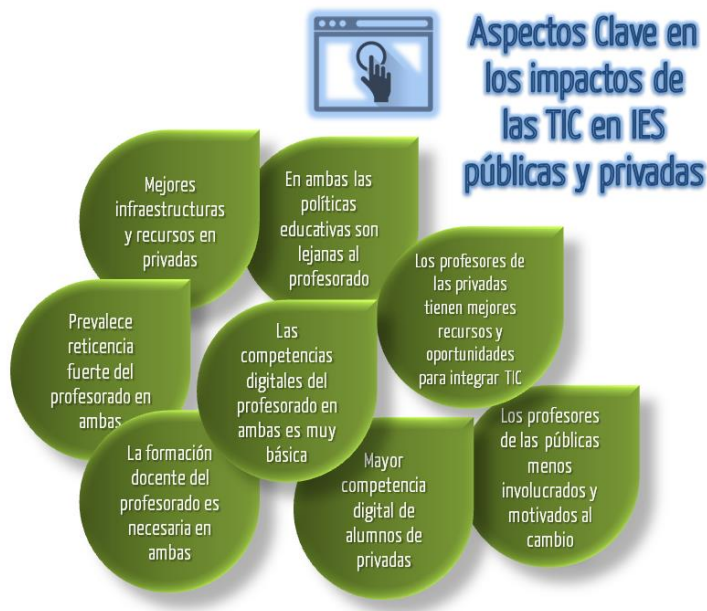 Aspectos Clave en
los impactos de
las TIC en IES
públicas y privadas
Mejores
infraestructuras
y recursos en
privadas
En ambas las
políticas
educativas son
lejanas al
profesorado
Los profesores de
las privadas
tienen mejores
recursos y
oportunidades
para integrar TIC
Prevalece
reticencia
fuerte del
profesorado en
ambas
Las
competencias
digitales del
profesorado en
ambas es muy
básica
Los profesores
de las públicas
menos
involucrados y
motivados al
cambio
La formación
docente del
profesorado es
necesaria en
ambas
Mayor
competencia
digital de
alumnos de
privadas